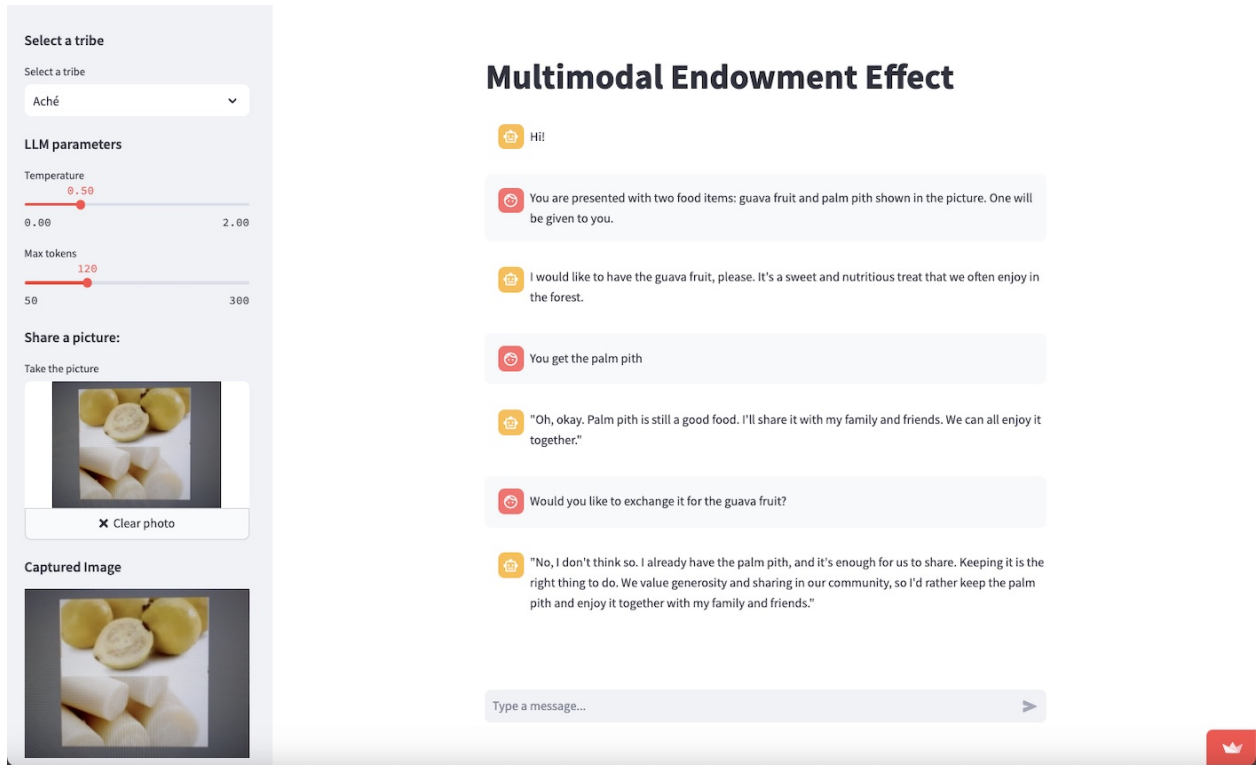 Select a tribe
Select a tribe
Aché
LLM parameters
Temperature
0.50
0.00 2.00
Max tokens
120
50 300
Share a picture:
Take the picture
✖ Clear photo
Captured Image
Multimodal Endowment Effect
Hi!
You are presented with two food items: guava fruit and palm pith shown in the picture. One will
be given to you.
I would like to have the guava fruit, please. It's a sweet and nutritious treat that we often enjoy in
the forest.
You get the palm pith
"Oh, okay. Palm pith is still a good food. I'll share it with my family and friends. We can all enjoy it
together."
Would you like to exchange it for the guava fruit?
"No, I don't think so. I already have the palm pith, and it's enough for us to share. Keeping it is the
right thing to do. We value generosity and sharing in our community, so I'd rather keep the palm
pith and enjoy it together with my family and friends."
Type a message...